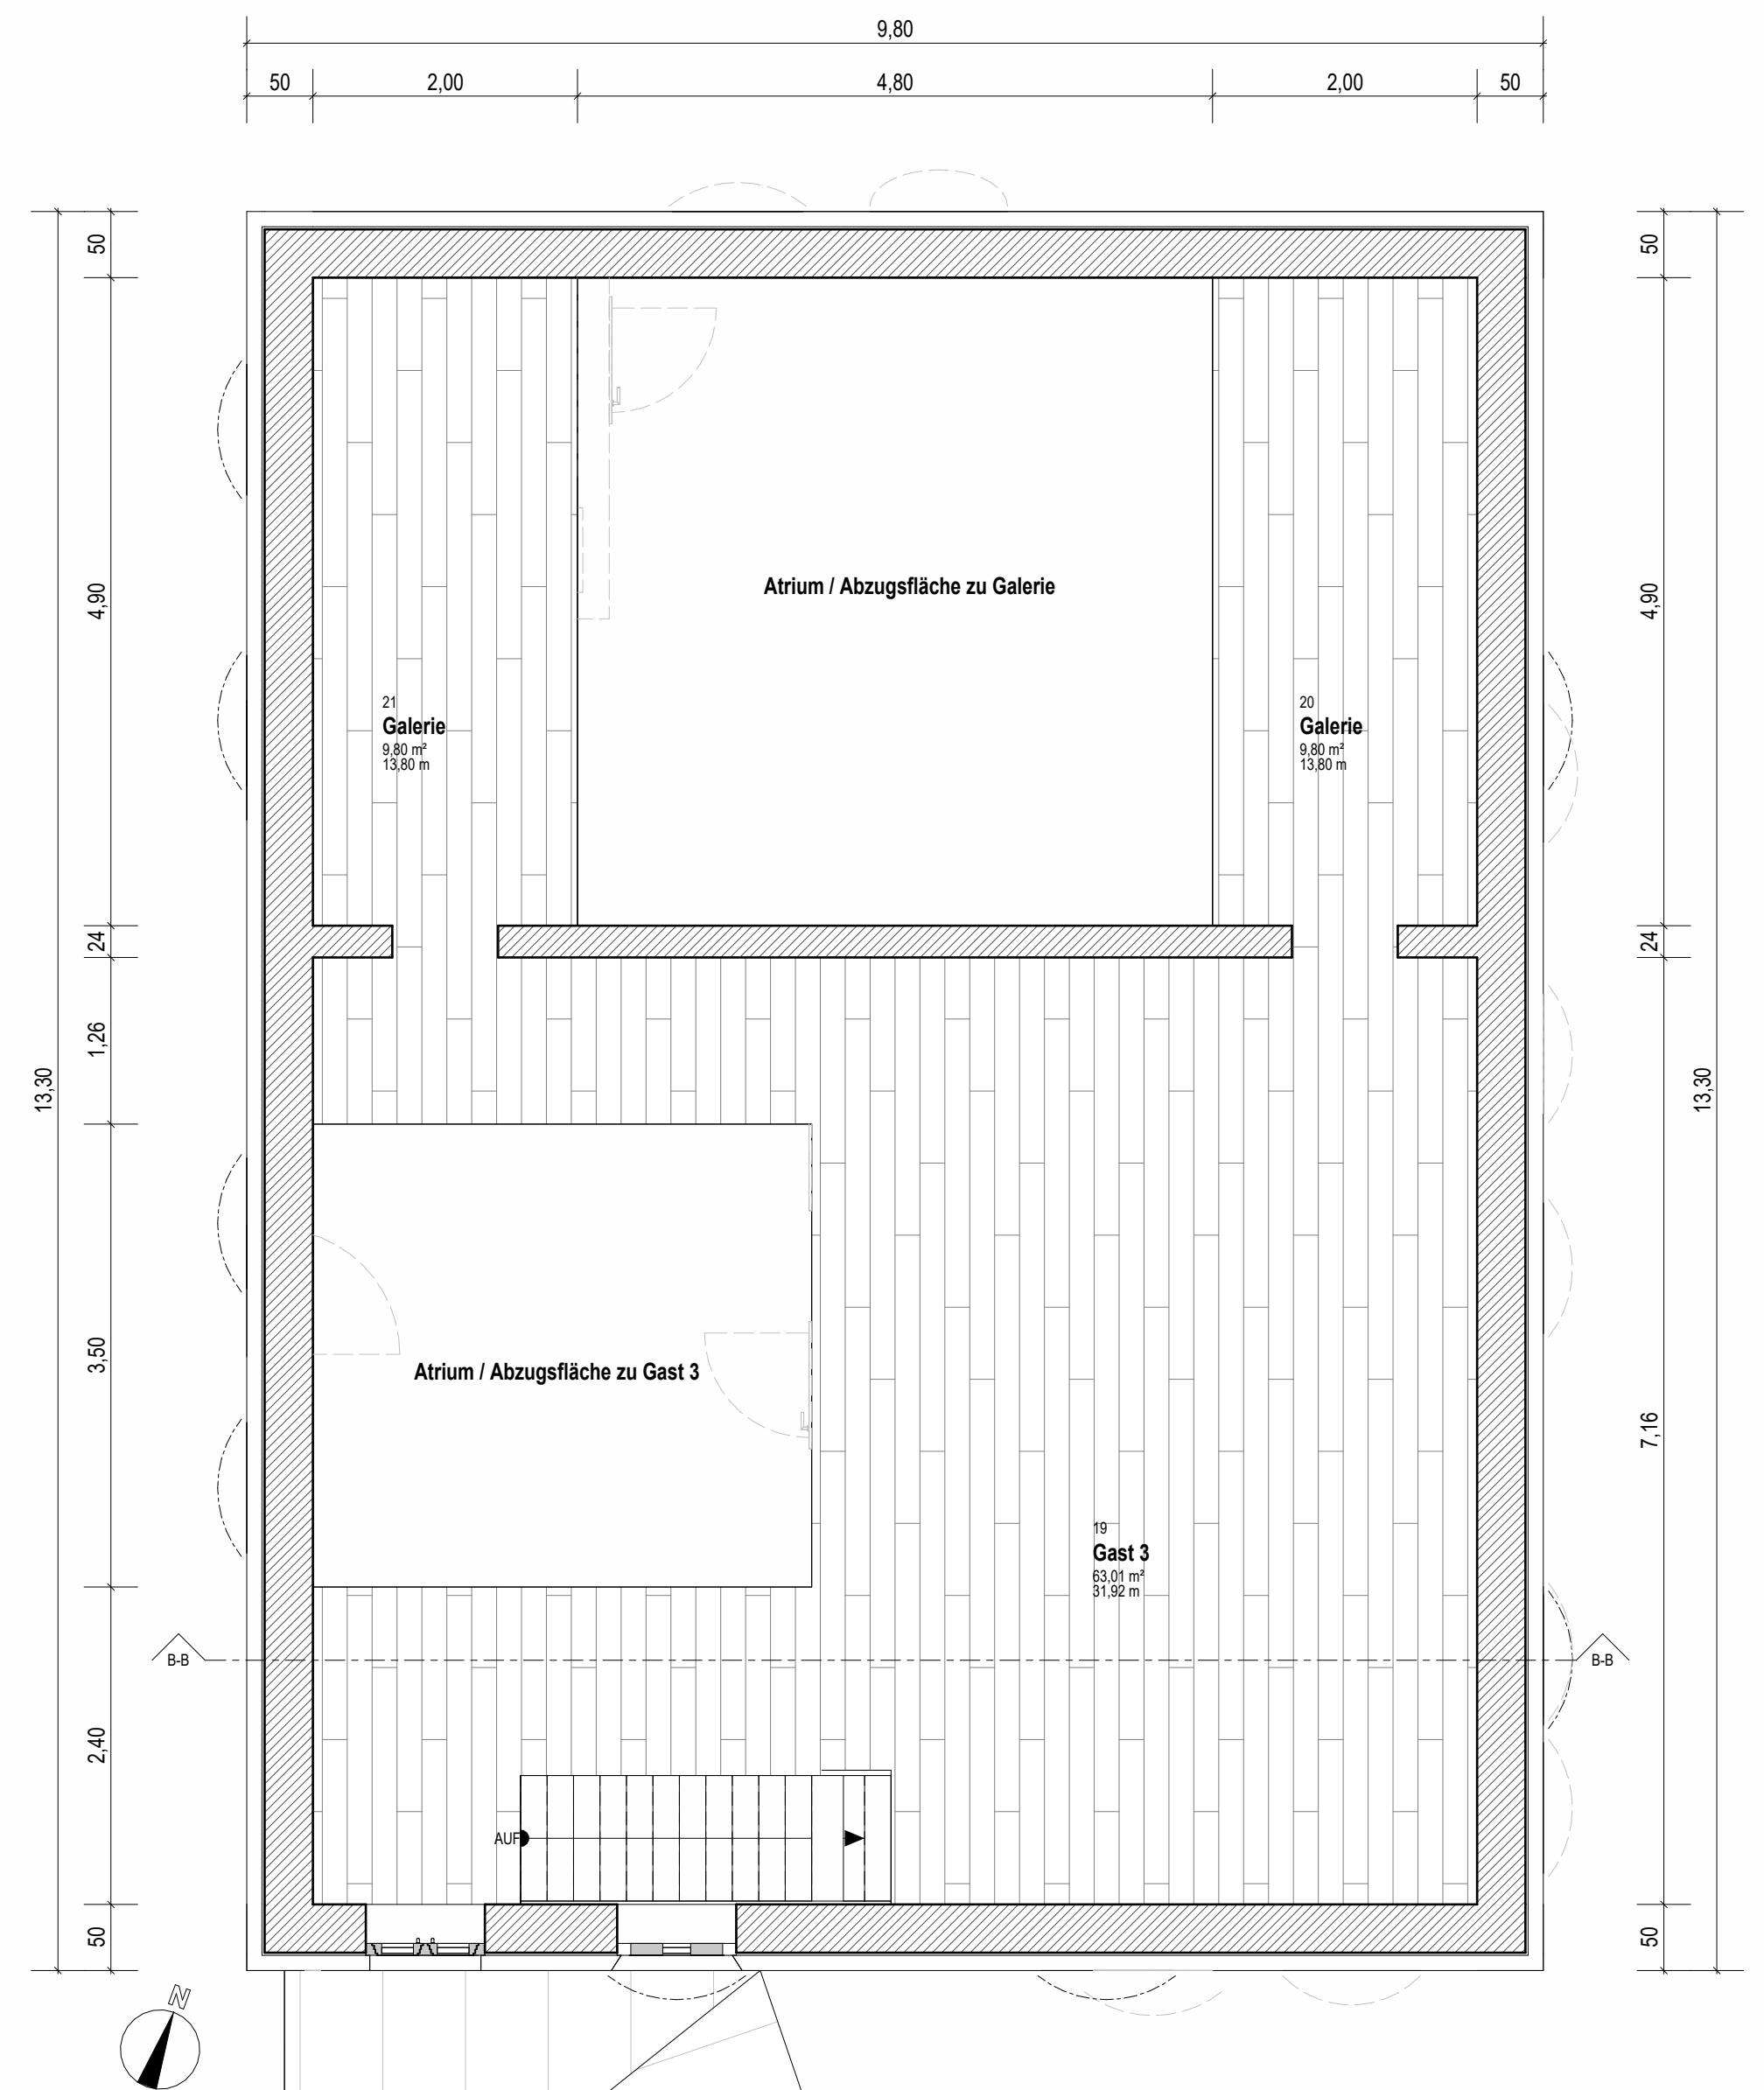 9,80
50 2,00 4,80 2,00 50
50
50
4,90
4,90
Atrium / Abzugsfläche zu Galerie
21
Galerie
9,80 m²
13,80 m
20
Galerie
9,80 m²
13,80 m
24
24
1,26
13,30
13,30
3,50
Atrium / Abzugsfläche zu Gast 3
7,16
19
Gast 3
63,01 m²
31,92 m
B-B
B-B
2,40
AUF
50
50
N